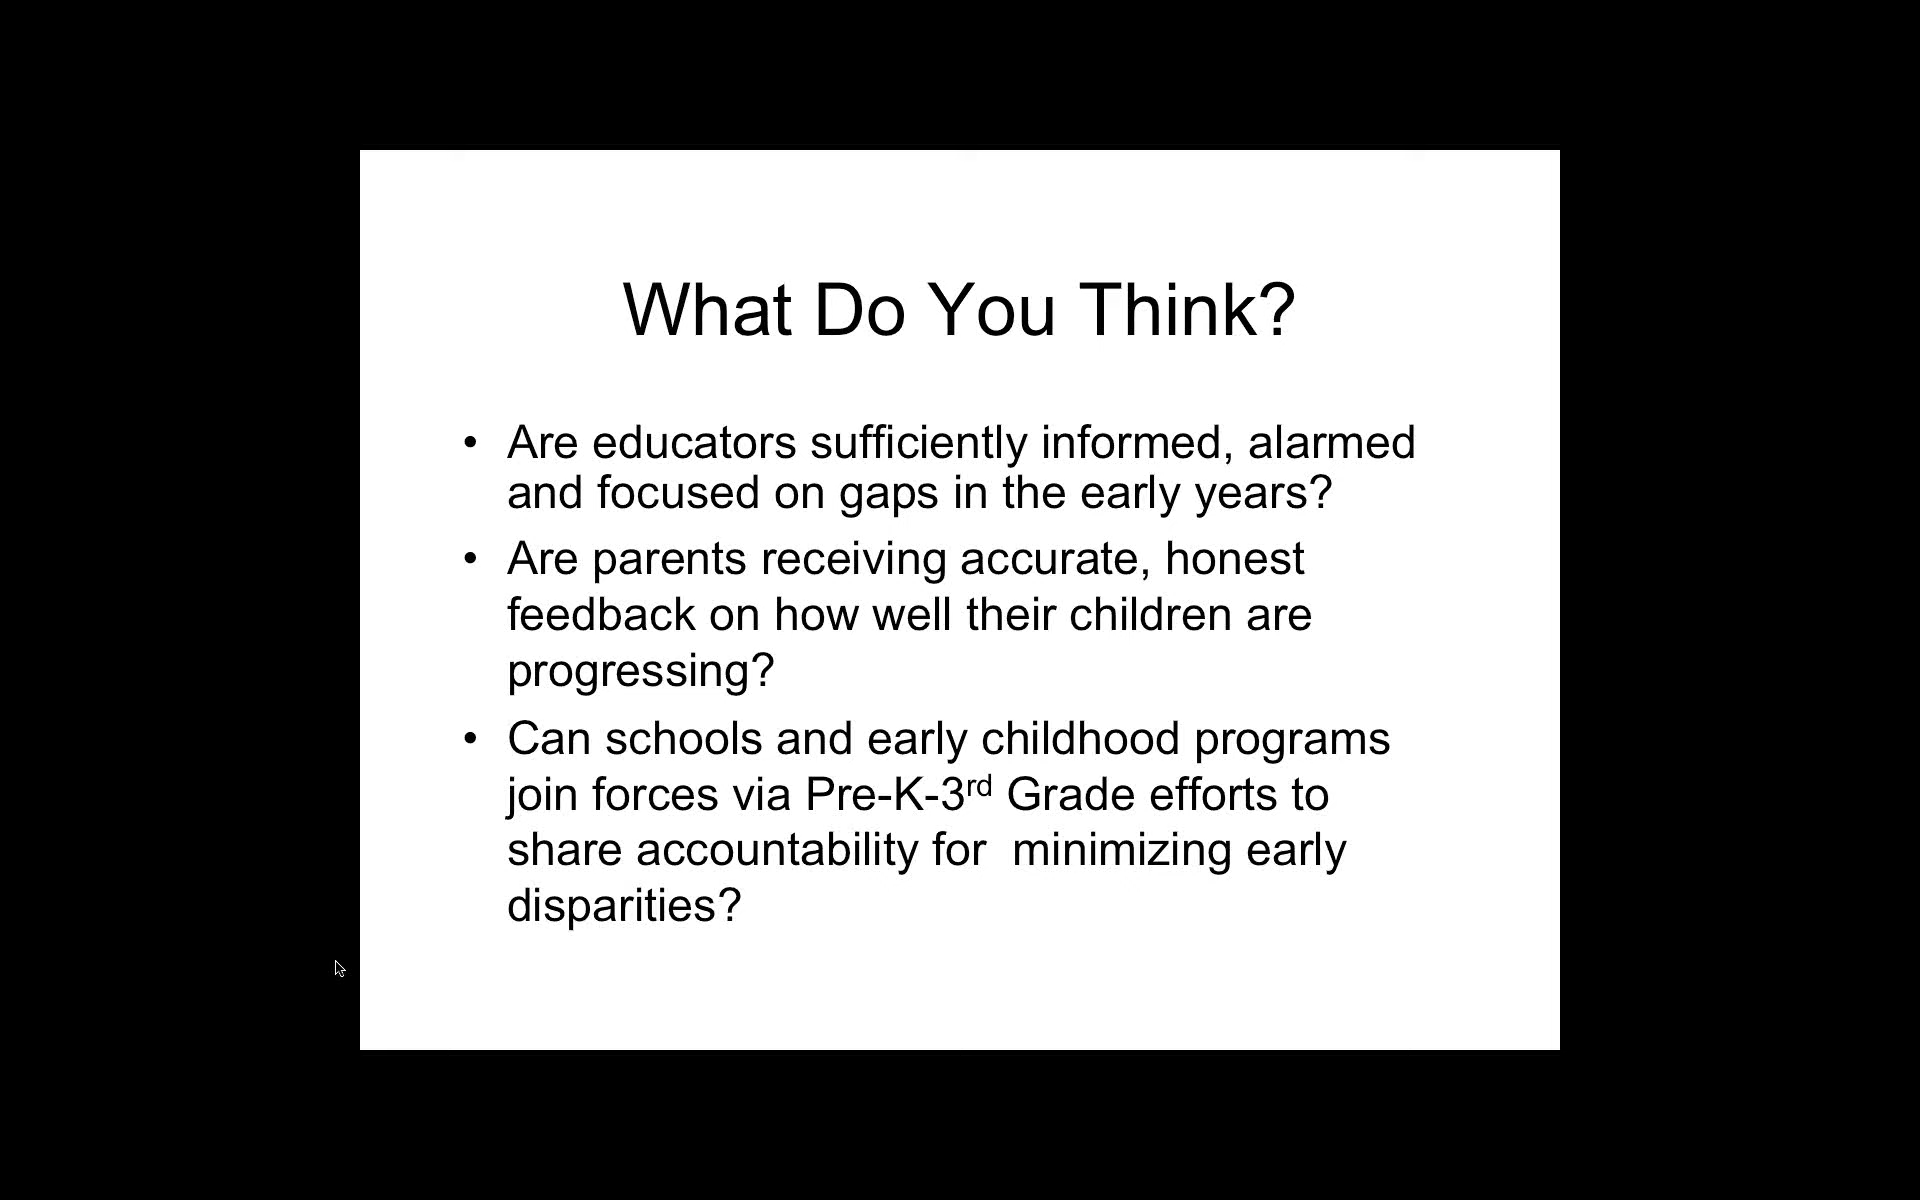 What Do You Think?
• Are educators sufficiently informed, alarmed
and focused on gaps in the early years?
• Are parents receiving accurate, honest
feedback on how well their children are
progressing?
• Can schools and early childhood programs
join forces via Pre-K-3rd Grade efforts to
share accountability for  minimizing early
disparities?